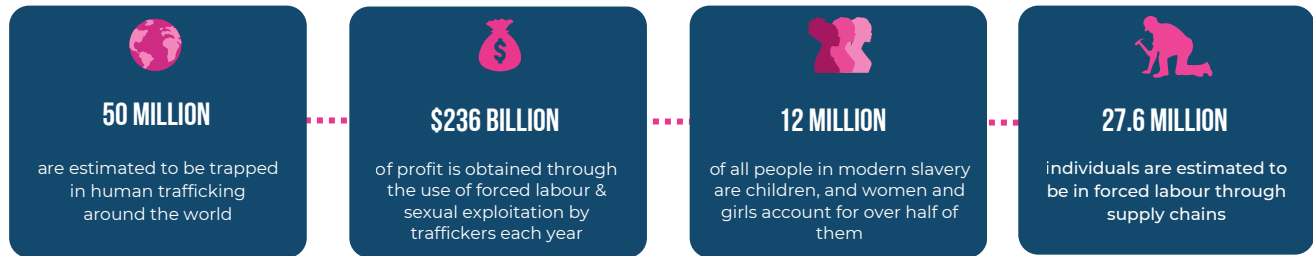 $
50 MILLION
are estimated to be trapped
in human trafficking
around the world
$236 BILLION
of profit is obtained through
the use of forced labour &
sexual exploitation by
traffickers each year
12 MILLION
of all people in modern slavery
are children, and women and
girls account for over half of
them
27.6 MILLION
individuals are estimated to
be in forced labour through
supply chains